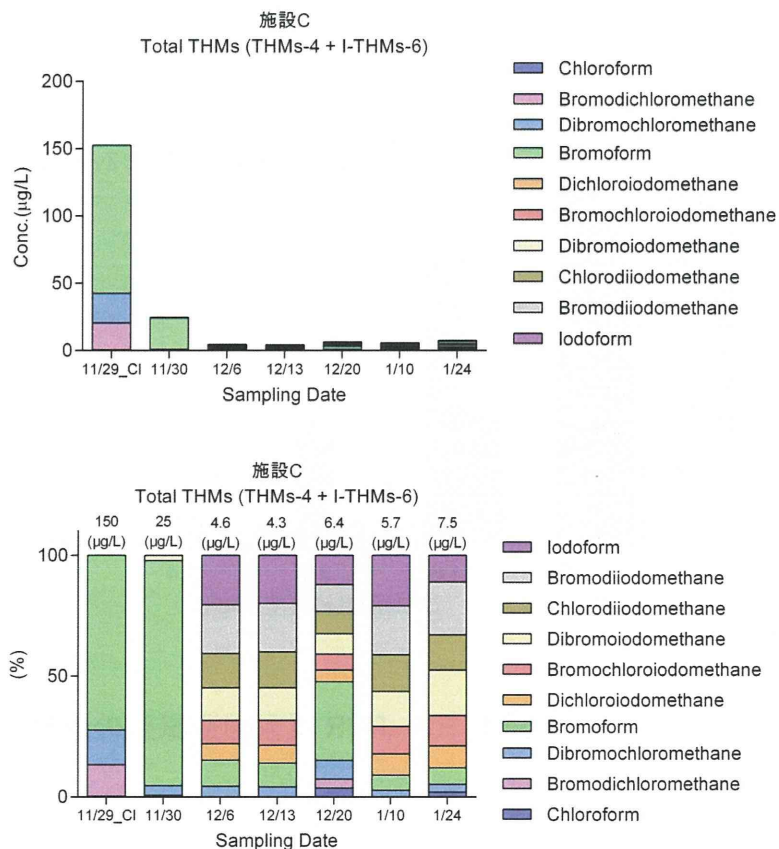 施設C
Total THMs (THMs-4 + I-THMs-6)
200
150
100
50
0
Conc.(μg/L)
11/29_Cl 11/30 12/6 12/13 12/20 1/10 1/24
Sampling Date
Chloroform
Bromodichloromethane
Dibromochloromethane
Bromoform
Dichloroiodomethane
Bromochloroiodomethane
Dibromoiodomethane
Chlorodiiodomethane
Bromodiiodomethane
Iodoform
施設C
Total THMs (THMs-4 + I-THMs-6)
150 25 4.6 4.3 6.4 5.7 7.5
(μg/L) (μg/L) (μg/L) (μg/L) (μg/L) (μg/L) (μg/L)
100
50
0
(%)
11/29_Cl 11/30 12/6 12/13 12/20 1/10 1/24
Sampling Date
Iodoform
Bromodiiodomethane
Chlorodiiodomethane
Dibromoiodomethane
Bromochloroiodomethane
Dichloroiodomethane
Bromoform
Dibromochloromethane
Bromodichloromethane
Chloroform